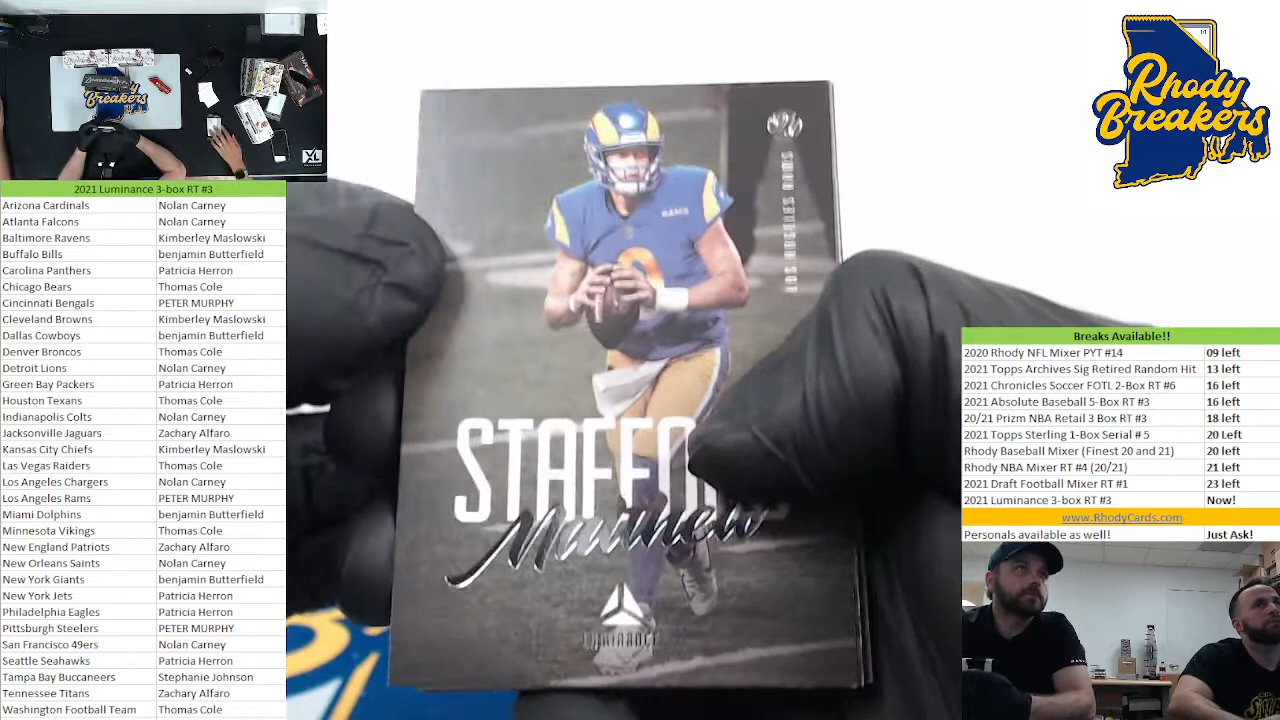 2021 Luminance 3-box RT #3
Arizona Cardinals Nolan Carney
Atlanta Falcons Nolan Carney
Baltimore Ravens Kimberley Maslowski
Buffalo Bills benjamin Butterfield
Carolina Panthers Patricia Herron
Chicago Bears Thomas Cole
Cincinnati Bengals PETER MURPHY
Cleveland Browns Kimberley Maslowski
Dallas Cowboys benjamin Butterfield
Denver Broncos Thomas Cole
Detroit Lions Nolan Carney
Green Bay Packers Patricia Herron
Houston Texans Thomas Cole
Indianapolis Colts Nolan Carney
Jacksonville Jaguars Zachary Alfaro
Kansas City Chiefs Kimberley Maslowski
Las Vegas Raiders Thomas Cole
Los Angeles Chargers Nolan Carney
Los Angeles Rams PETER MURPHY
Miami Dolphins benjamin Butterfield
Minnesota Vikings Thomas Cole
New England Patriots Zachary Alfaro
New Orleans Saints Nolan Carney
New York Giants benjamin Butterfield
New York Jets Patricia Herron
Philadelphia Eagles Patricia Herron
Pittsburgh Steelers PETER MURPHY
San Francisco 49ers Nolan Carney
Seattle Seahawks Patricia Herron
Tampa Bay Buccaneers Stephanie Johnson
Tennessee Titans Zachary Alfaro
Washington Football Team Thomas Cole
Rhody Breakers
XL
LOS ANGELES RAMS
RAMS
9
STAFFO
Matthew
LUMINANCE
Rhody
Breakers
1/1
Breaks Available!!
2020 Rhody NFL Mixer PYT #14 09 left
2021 Topps Archives Sig Retired Random Hit 13 left
2021 Chronicles Soccer FOTL 2-Box RT #6 16 left
2021 Absolute Baseball 5-Box RT #3 16 left
20/21 Prizm NBA Retail 3 Box RT #3 18 left
2021 Topps Sterling 1-Box Serial # 5 20 Left
Rhody Baseball Mixer (Finest 20 and 21) 20 left
Rhody NBA Mixer RT #4 (20/21) 21 left
2021 Draft Football Mixer RT #1 23 left
2021 Luminance 3-box RT #3 Now!
www.RhodyCards.com
Personals available as well! Just Ask!